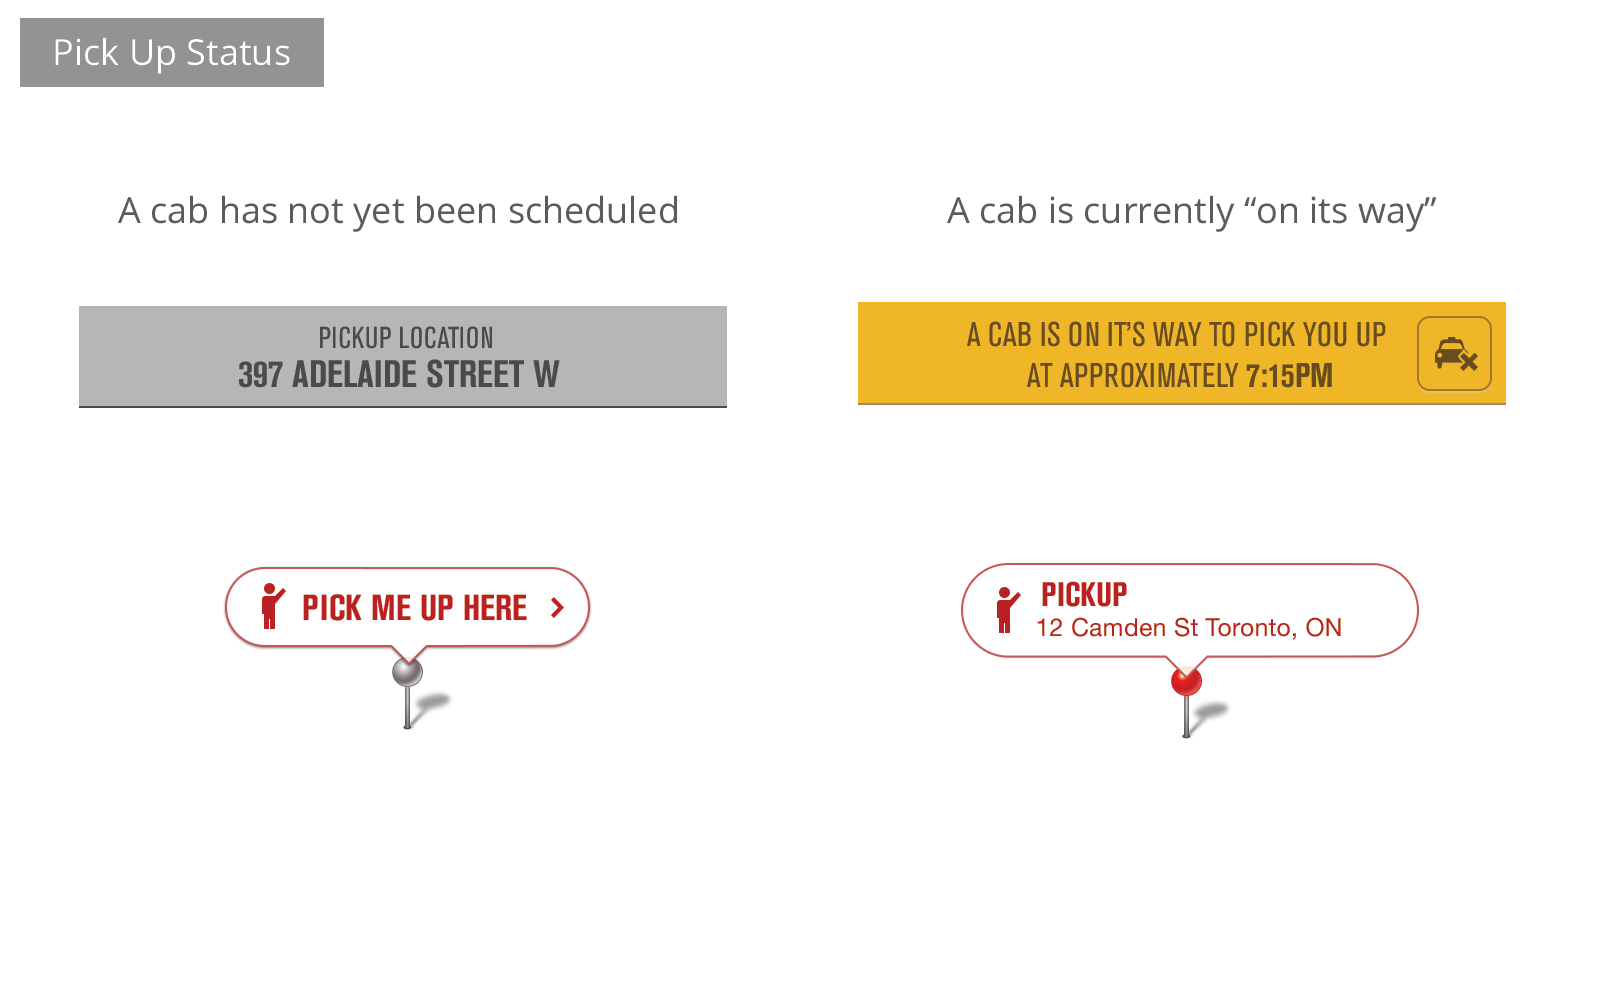 Pick Up Status
A cab has not yet been scheduled
PICKUP LOCATION
397 ADELAIDE STREET W
PICK ME UP HERE
A cab is currently “on its way”
A CAB IS ON IT’S WAY TO PICK YOU UP
AT APPROXIMATELY 7:15PM
PICKUP
12 Camden St Toronto, ON